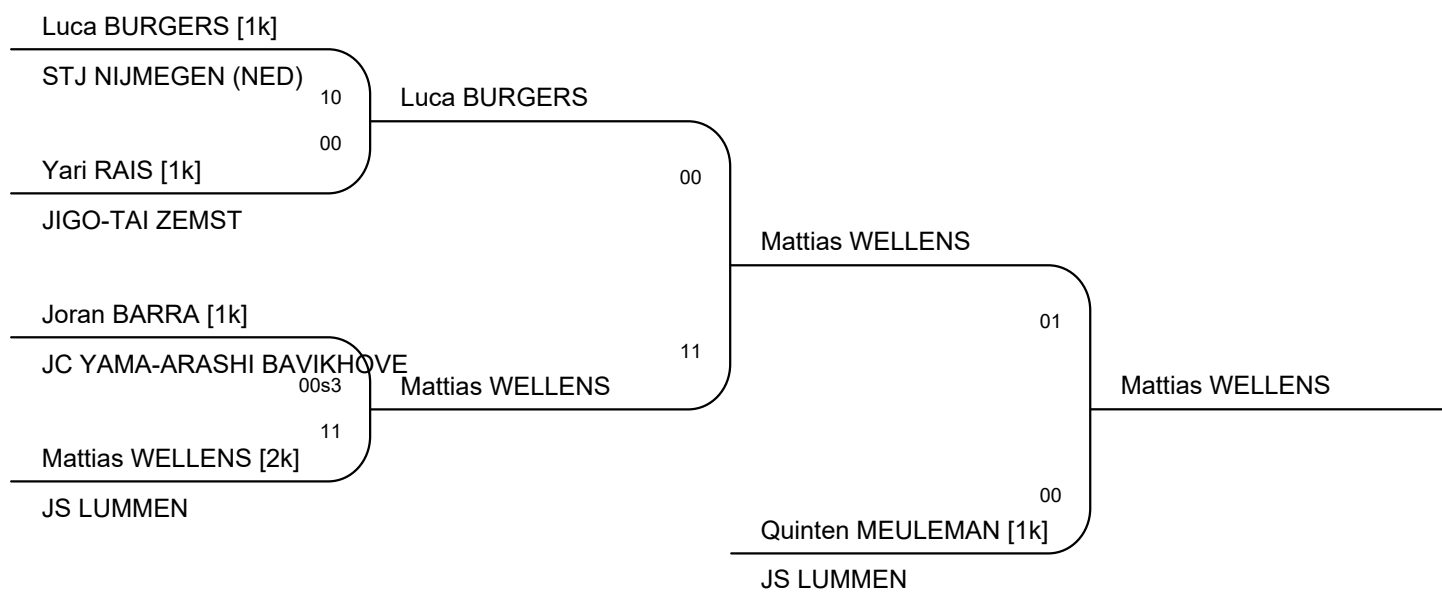 Luca BURGERS [1k]
STJ NIJMEGEN (NED)
10
Luca BURGERS
00
Yari RAIS [1k]
00
JIGO-TAI ZEMST
Mattias WELLENS
Joran BARRA [1k]
01
JC YAMA-ARASHI BAVIKHOVE
11
00s3
Mattias WELLENS
Mattias WELLENS
11
Mattias WELLENS [2k]
JS LUMMEN
00
Quinten MEULEMAN [1k]
JS LUMMEN